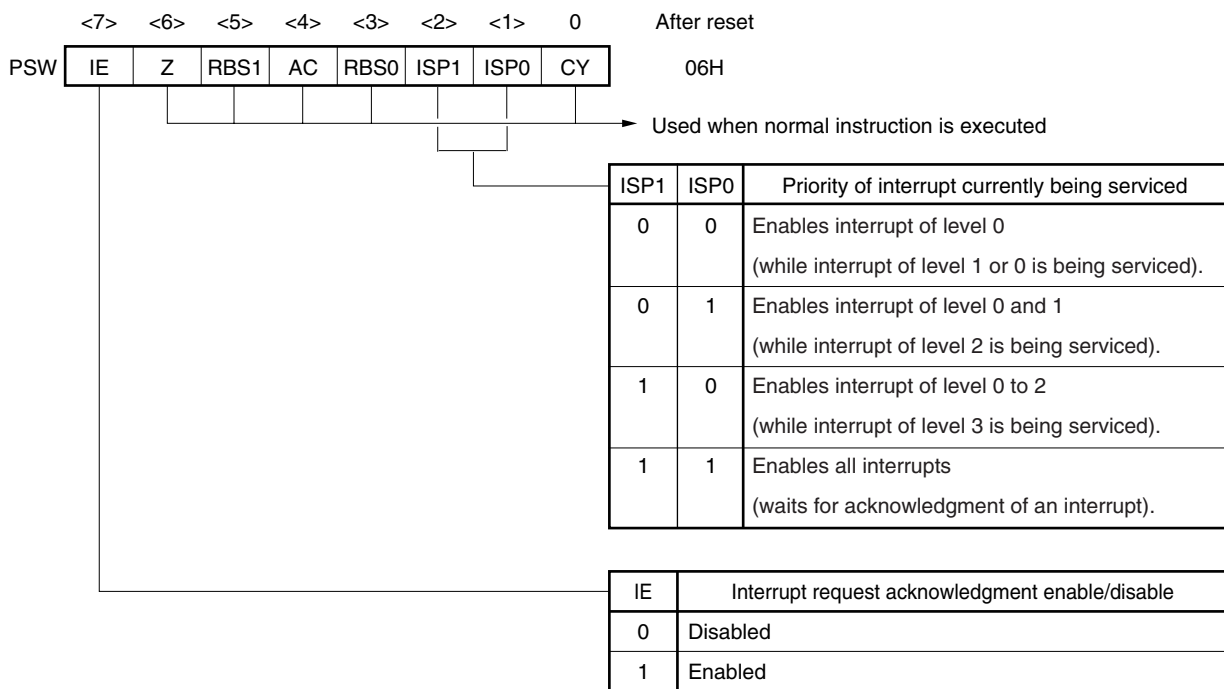 <7> <6> <5> <4> <3> <2> <1> 0 After reset
PSW IE Z RBS1 AC RBS0 ISP1 ISP0 CY 06H
Used when normal instruction is executed
ISP1 ISP0 Priority of interrupt currently being serviced
0 0 Enables interrupt of level 0
(while interrupt of level 1 or 0 is being serviced).
0 1 Enables interrupt of level 0 and 1
(while interrupt of level 2 is being serviced).
1 0 Enables interrupt of level 0 to 2
(while interrupt of level 3 is being serviced).
1 1 Enables all interrupts
(waits for acknowledgment of an interrupt).
IE Interrupt request acknowledgment enable/disable
0 Disabled
1 Enabled